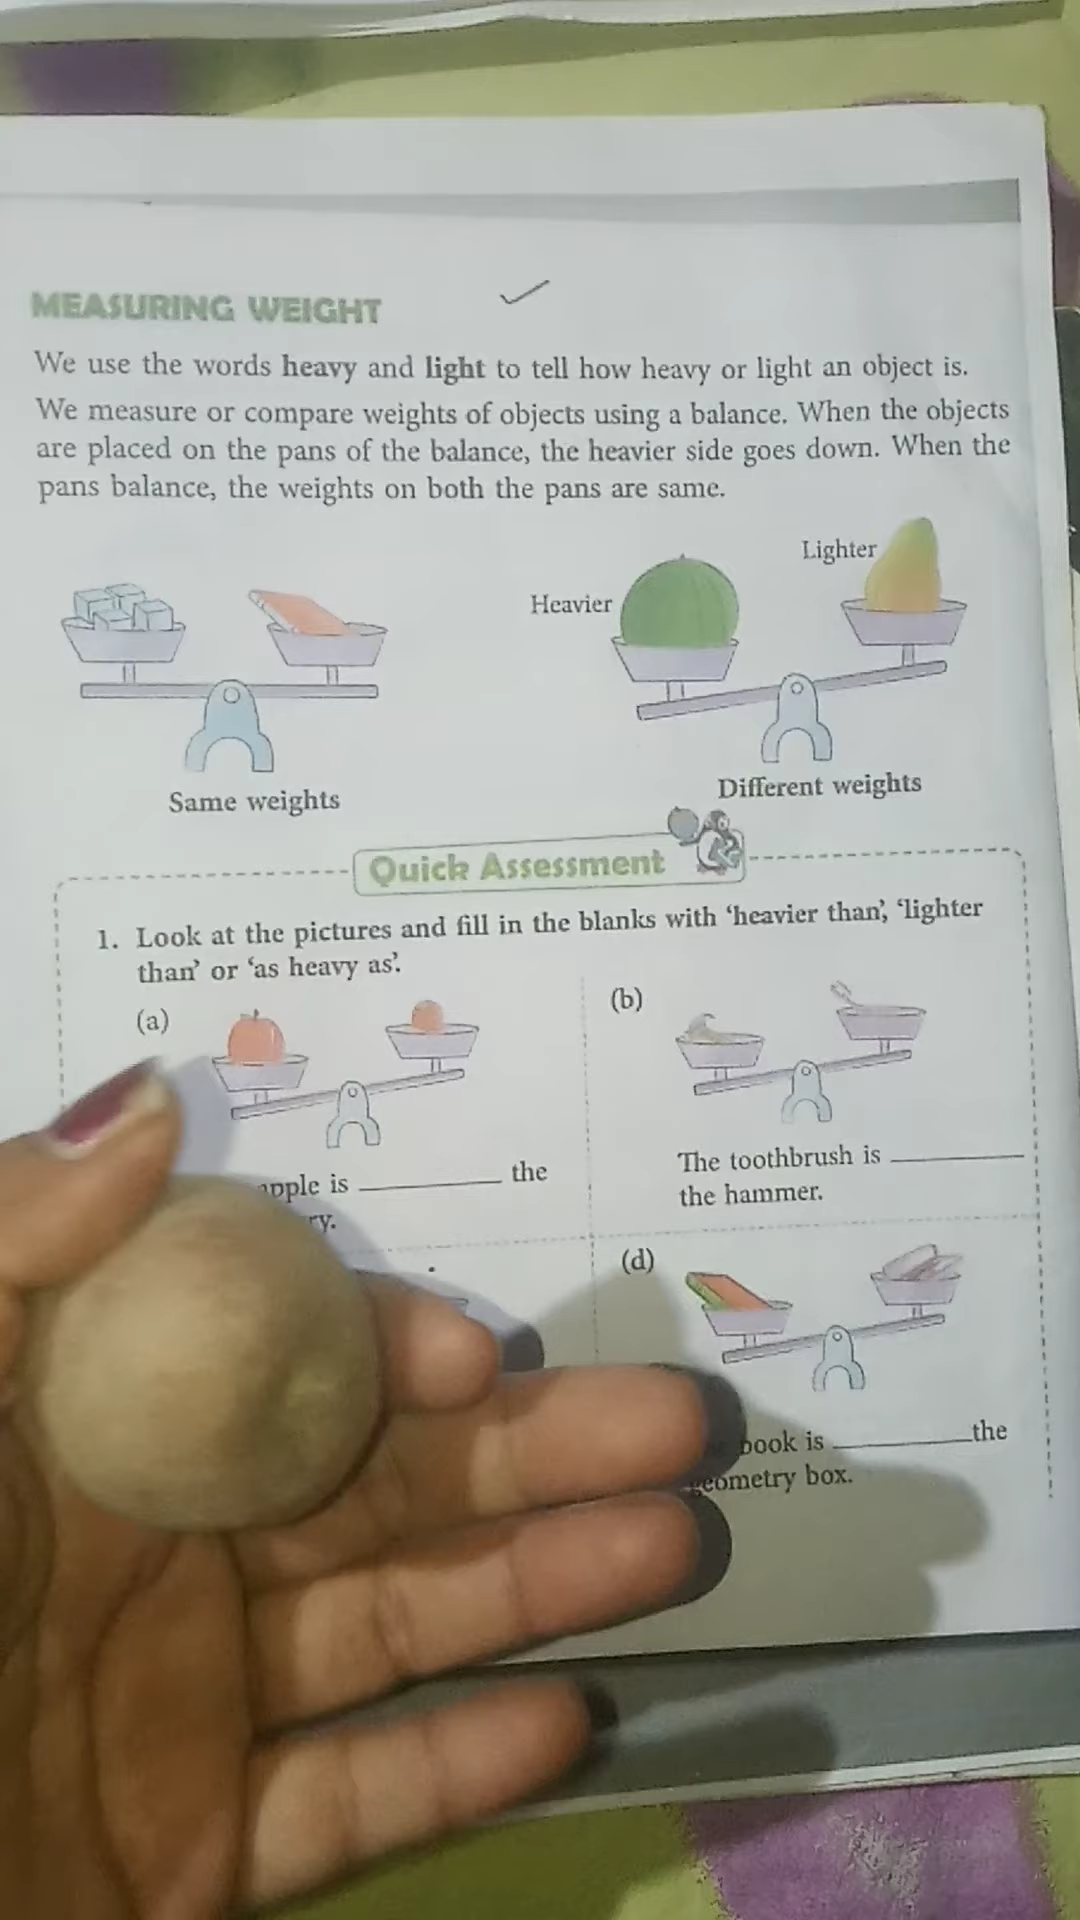 MEASURING WEIGHT
We use the words heavy and light to tell how heavy or light an object is.
We measure or compare weights of objects using a balance. When the objects
are placed on the pans of the balance, the heavier side goes down. When the
pans balance, the weights on both the pans are same.
Lighter
Heavier
Same weights
Different weights
Quick Assessment
1. Look at the pictures and fill in the blanks with ‘heavier than’, ‘lighter
than’ or ‘as heavy as’.
(a)
(b)
is ________ the
The toothbrush is ________
the hammer.
(d)
book is ________ the
box.